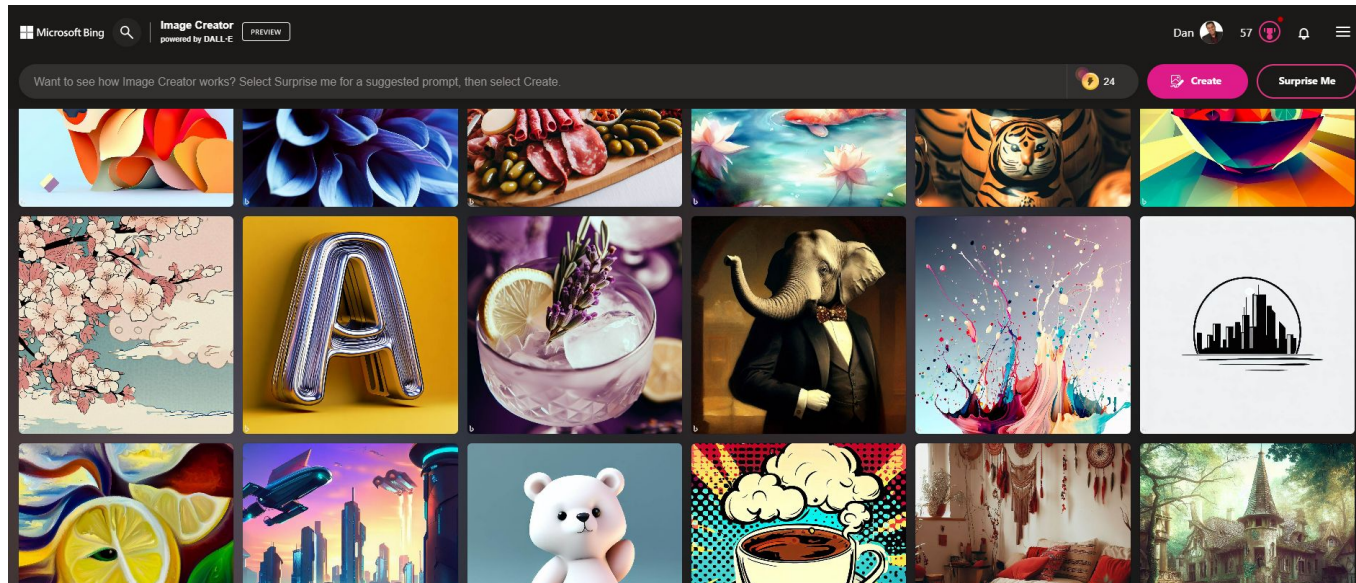 Microsoft Bing
Image Creator
powered by DALL·E
PREVIEW
Dan
57
Want to see how Image Creator works? Select Surprise me for a suggested prompt, then select Create.
24
Create
Surprise Me
A